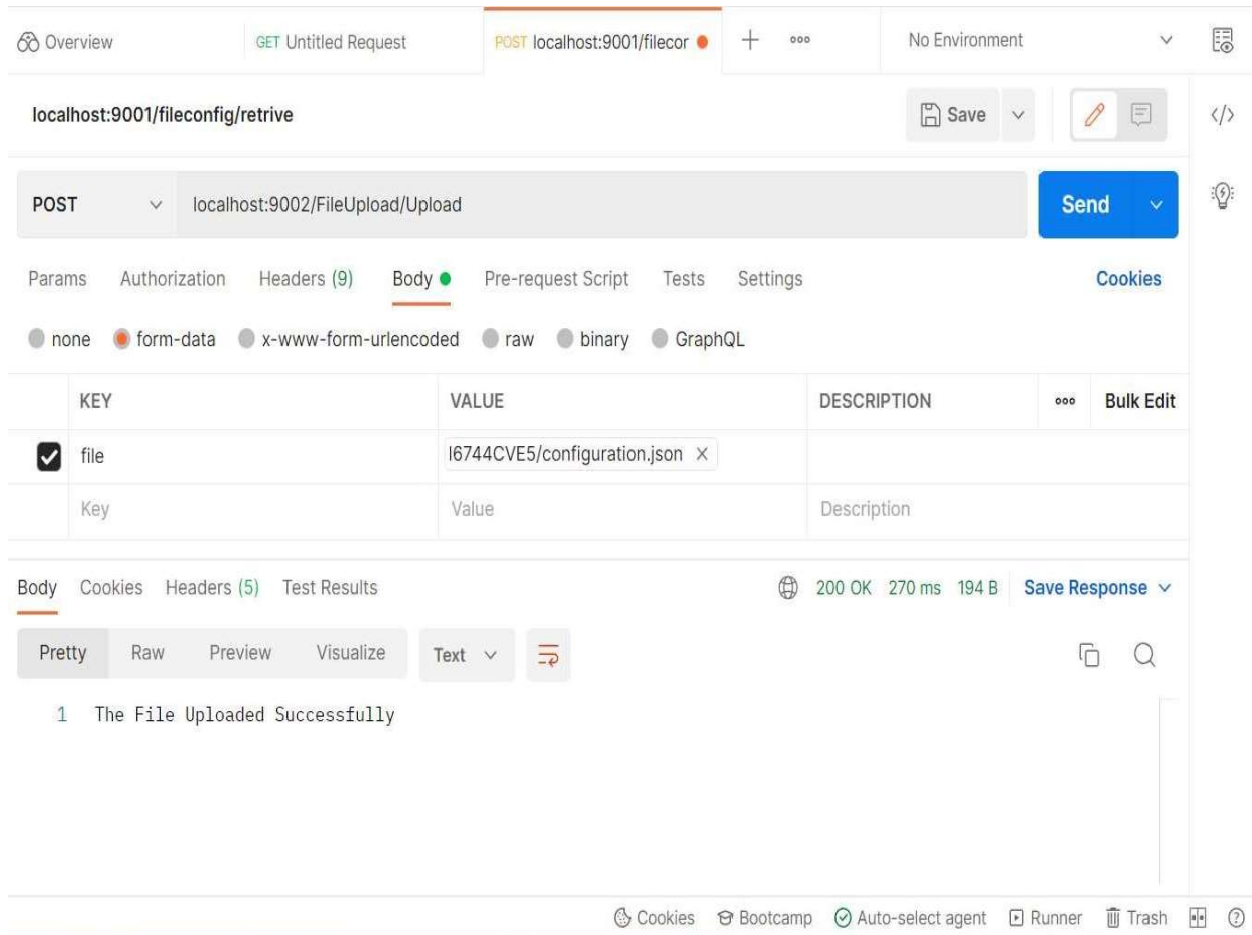 Overview GET Untitled Request POST localhost:9001/filecor + ooo No Environment
localhost:9001/fileconfig/retrive Save </>
POST localhost:9002/FileUpload/Upload Send
Params Authorization Headers (9) Body Pre-request Script Tests Settings Cookies
none form-data x-www-form-urlencoded raw binary GraphQL
KEY VALUE DESCRIPTION ooo Bulk Edit
file I6744CVE5/configuration.json X
Key Value Description
Body Cookies Headers (5) Test Results 200 OK 270 ms 194 B Save Response
Pretty Raw Preview Visualize Text
1 The File Uploaded Successfully
Cookies Bootcamp Auto-select agent Runner Trash ?